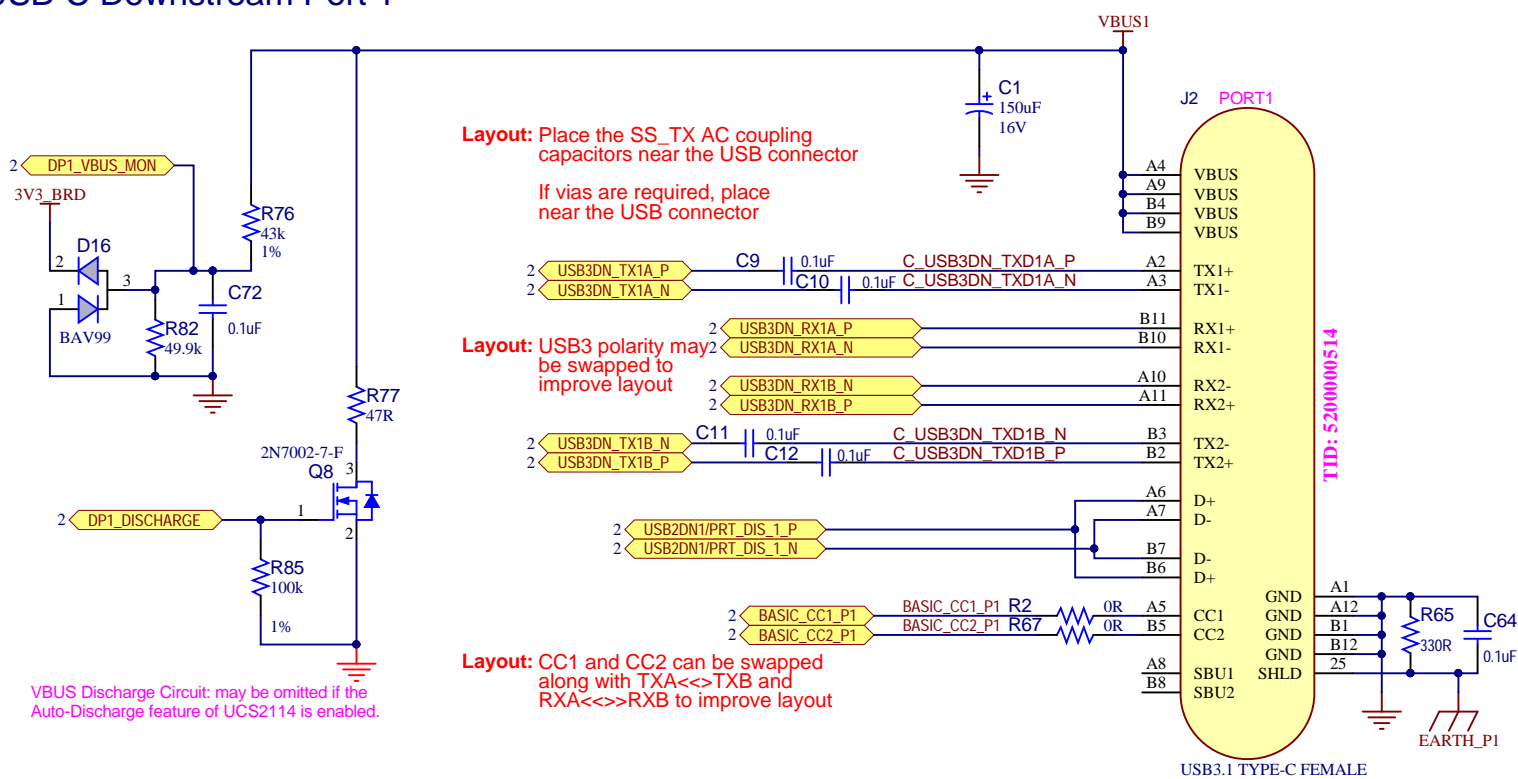 USB-C Downstream Port 1
VBUS1
C1
150uF
16V
J2 PORT1
Layout: Place the SS_TX AC coupling
capacitors near the USB connector
If vias are required, place
near the USB connector
2 DP1_VBUS_MON
3V3_BRD
R76
43k
1%
D16
2
3
1
BAV99
C72
0.1uF
R82
49.9k
A4 VBUS
A9 VBUS
B4 VBUS
B9 VBUS
2 USB3DN_TX1A_P C9 0.1uF C_USB3DN_TXD1A_P A2 TX1+
2 USB3DN_TX1A_N C10 0.1uF C_USB3DN_TXD1A_N A3 TX1-
2 USB3DN_RX1A_P B11 RX1+
2 USB3DN_RX1A_N B10 RX1-
Layout: USB3 polarity may
be swapped to
improve layout
2 USB3DN_RX1B_N A10 RX2-
2 USB3DN_RX1B_P A11 RX2+
TID: 5200000514
R77
47R
2 USB3DN_TX1B_N C11 0.1uF C_USB3DN_TXD1B_N B3 TX2-
2 USB3DN_TX1B_P C12 0.1uF C_USB3DN_TXD1B_P B2 TX2+
2N7002-7-F
Q8
3
1
2
2 DP1_DISCHARGE
R85
100k
1%
A6 D+
A7 D-
2 USB2DN1/PRT_DIS_1_P
2 USB2DN1/PRT_DIS_1_N
B7 D-
B6 D+
2 BASIC_CC1_P1 BASIC_CC1_P1 R2 0R A5 CC1
2 BASIC_CC2_P1 BASIC_CC2_P1 R67 0R B5 CC2
Layout: CC1 and CC2 can be swapped
along with TXA<<>TXB and
RXA<<>>RXB to improve layout
A8 SBU1
B8 SBU2
GND A1
GND A12
GND B1
GND B12
SHLD 25
R65
330R
C64
0.1uF
EARTH_P1
VBUS Discharge Circuit: may be omitted if the
Auto-Discharge feature of UCS2114 is enabled.
USB3.1 TYPE-C FEMALE